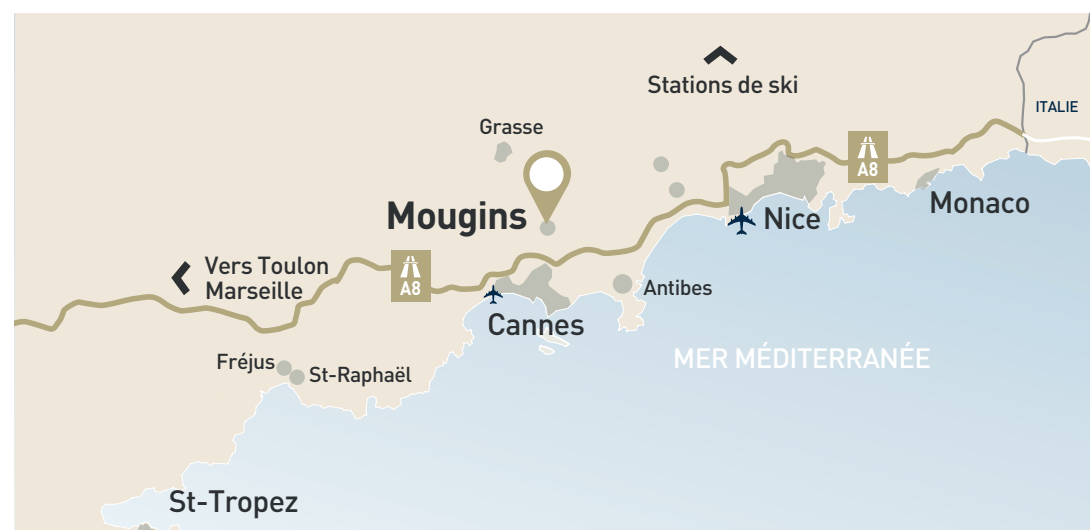 Stations de ski
ITALIE
Grasse
A8
Mougins
Monaco
Nice
Vers Toulon
Marseille
A8
Antibes
Cannes
MER MÉDITERRANÉE
Fréjus
St-Raphaël
St-Tropez